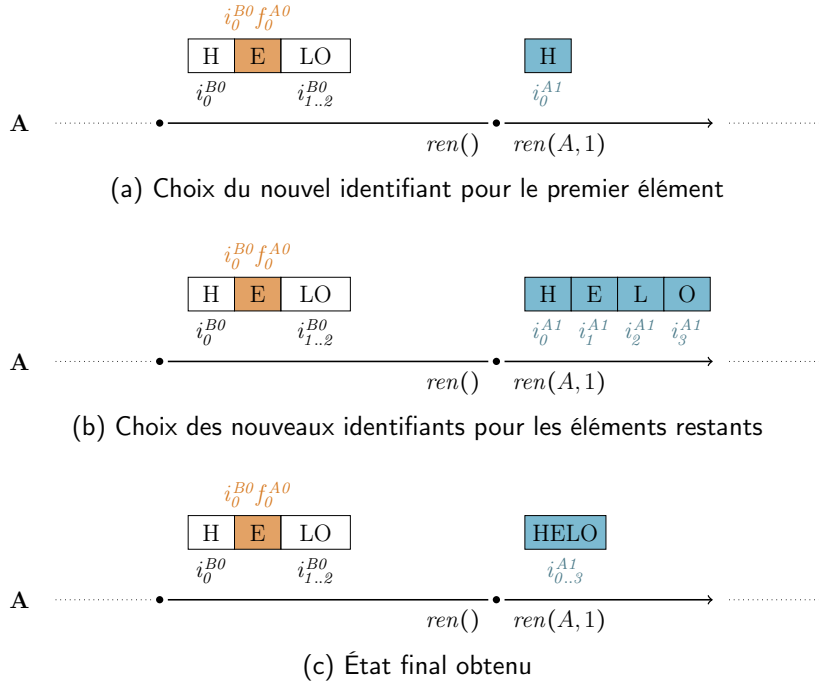 i_0^{B0} f_0^{A0}
H E LO H
i_0^{B0} i_{1..2}^{B0} i_0^{A1}
A
ren() ren(A, 1)
(a) Choix du nouvel identifiant pour le premier élément
i_0^{B0} f_0^{A0}
H E LO H E L O
i_0^{B0} i_{1..2}^{B0} i_0^{A1} i_1^{A1} i_2^{A1} i_3^{A1}
A
ren() ren(A, 1)
(b) Choix des nouveaux identifiants pour les éléments restants
i_0^{B0} f_0^{A0}
H E LO HELO
i_0^{B0} i_{1..2}^{B0} i_{0..3}^{A1}
A
ren() ren(A, 1)
(c) État final obtenu